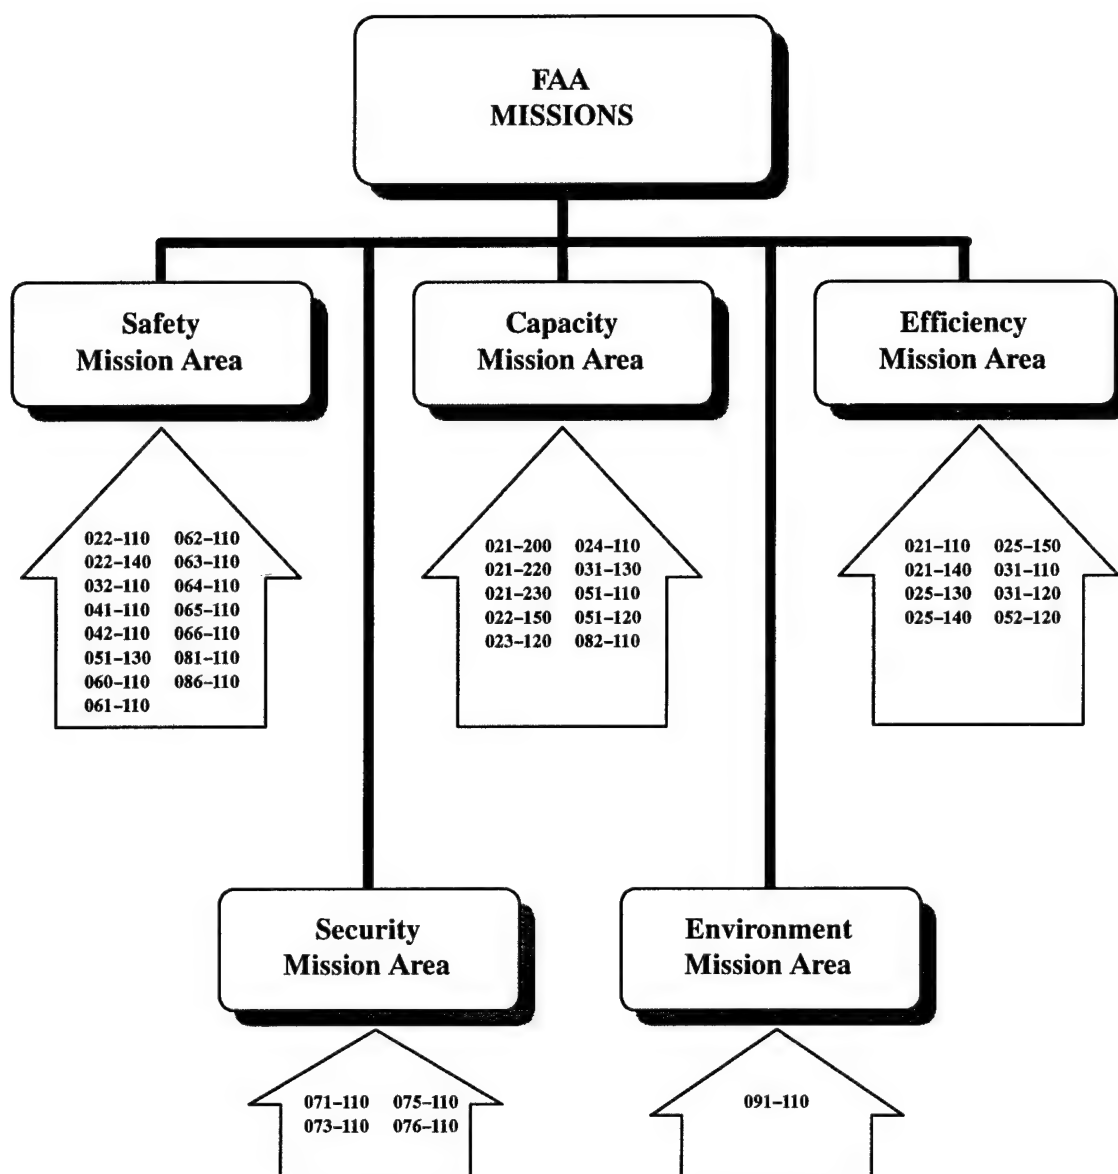 FAA
MISSIONS
Safety
Mission Area
Capacity
Mission Area
Efficiency
Mission Area
022–110 062–110
022–140 063–110
032–110 064–110
041–110 065–110
042–110 066–110
051–130 081–110
060–110 086–110
061–110
021–200 024–110
021–220 031–130
021–230 051–110
022–150 051–120
023–120 082–110
021–110 025–150
021–140 031–110
025–130 031–120
025–140 052–120
Security
Mission Area
Environment
Mission Area
071–110 075–110
073–110 076–110
091–110